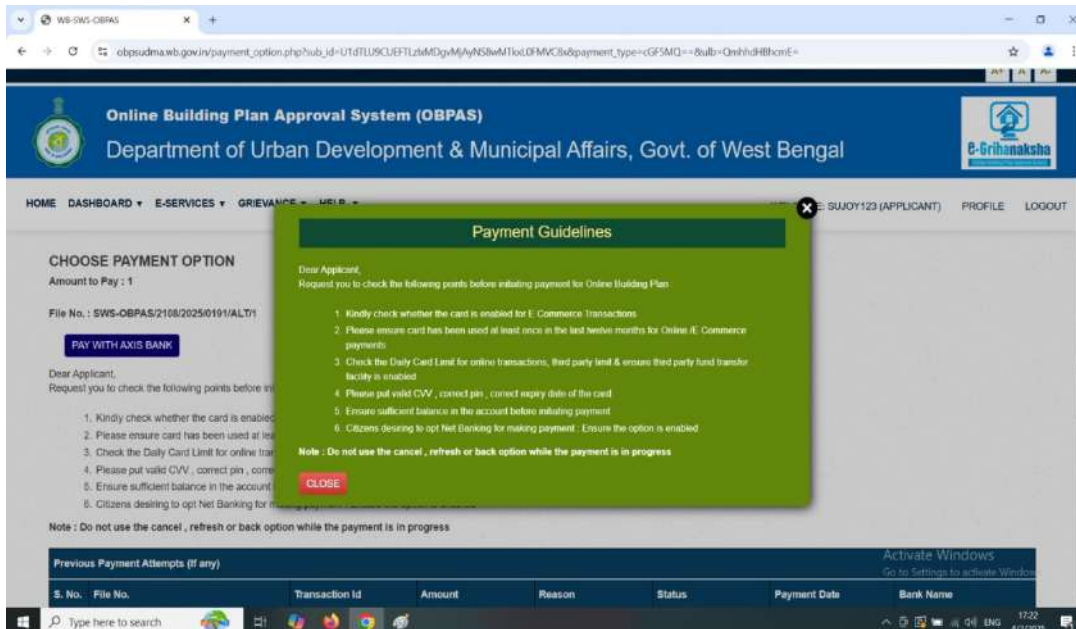 WB-SWS-OBPAS
obpsudma.wb.gov.in/payment_option.php?sub_id=
A+ A A-
Online Building Plan Approval System (OBPAS)
Department of Urban Development & Municipal Affairs, Govt. of West Bengal
e-Grihanaksha
HOME DASHBOARD E-SERVICES GRIEVANCE HELP SUJOY123 (APPLICANT) PROFILE LOGOUT
Payment Guidelines
Dear Applicant,
Request you to check the following points before initiating payment for Online Building Plan
1. Kindly check whether the card is enabled for E Commerce Transactions
2. Please ensure card has been used at least once in the last twelve months for Online /E Commerce
payments
3. Check the Daily Card Limit for online transactions, third party limit & ensure third party fund transfer
facility is enabled
4. Please put valid CVV , correct pin , correct expiry date of the card
5. Ensure sufficient balance in the account before initiating payment
6. Citizens desiring to opt Net Banking for making payment : Ensure the option is enabled
Note : Do not use the cancel , refresh or back option while the payment is in progress
CLOSE
CHOOSE PAYMENT OPTION
Amount to Pay : 1
File No. : SWS-OBPAS/2108/2025/0191/ALT/1
PAY WITH AXIS BANK
Dear Applicant,
Request you to check the following points before
1. Kindly check whether the card is enabled
2. Please ensure card has been used at
3. Check the Daily Card Limit for online
4. Please put valid CVV , correct pin ,
5. Ensure sufficient balance in the account
6. Citizens desiring to opt Net Banking for
Note : Do not use the cancel , refresh or back option while the payment is in progress
Previous Payment Attempts (If any)
S. No. File No. Transaction Id Amount Reason Status Payment Date Bank Name
Activate Windows
Go to Settings to activate Windows
Type here to search
ENG 17:22